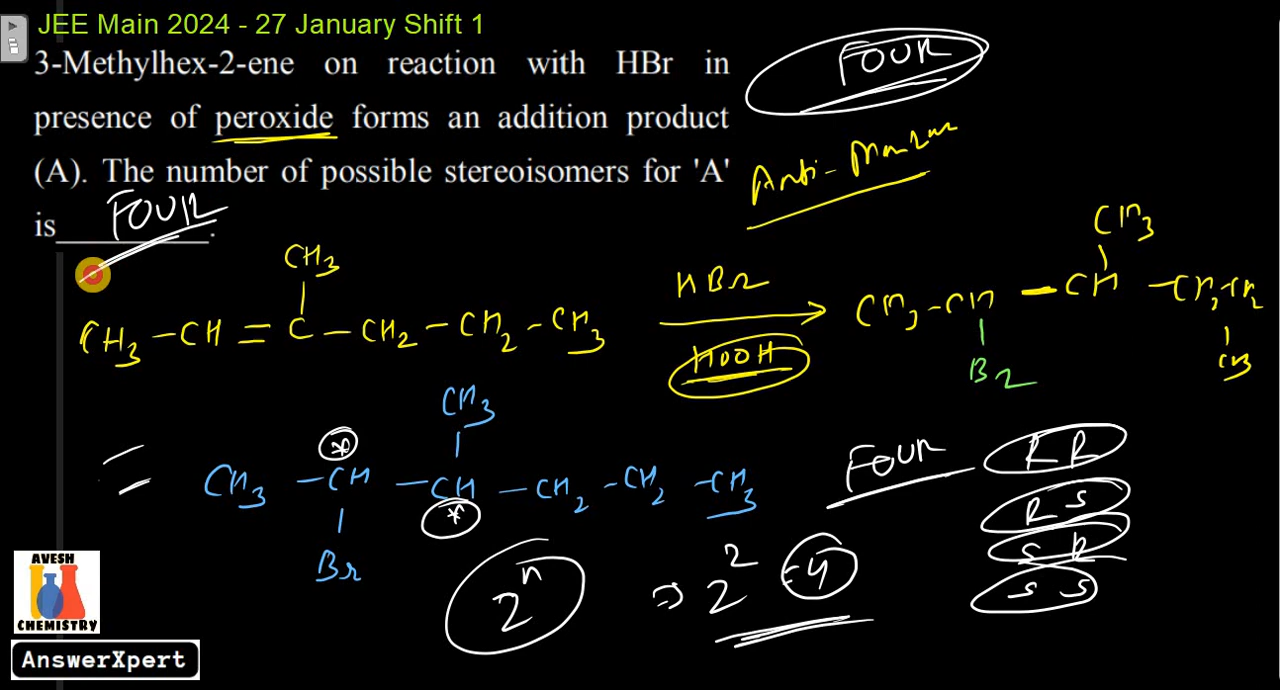 JEE Main 2024 - 27 January Shift 1
3-Methylhex-2-ene on reaction with HBr in
presence of peroxide forms an addition product
(A). The number of possible stereoisomers for 'A'
is__________.
FOUR
FOUR
Anti-
CH3
CH3 - CH = C - CH2 - CH2 - CH3
HBr
HOOH
CH3
CH3 - CH - CH - CH2 - CH2
Br
CH3
CH3
*
= CH3 - CH - CH - CH2 - CH2 - CH3
*
Br
2^n
⇒ 2^2 = 4
FOUR
R R
R S
S R
S S
AVESH
CHEMISTRY
AnswerXpert